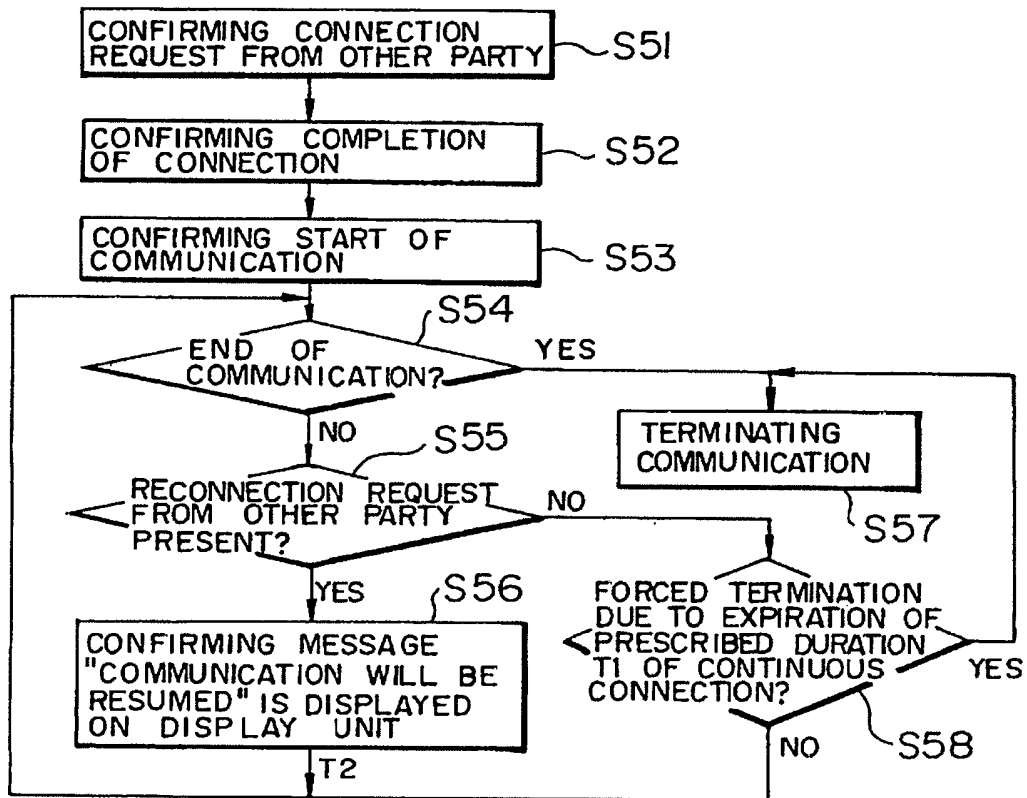 CONFIRMING CONNECTION
REQUEST FROM OTHER PARTY
S51
CONFIRMING COMPLETION
OF CONNECTION
S52
CONFIRMING START OF
COMMUNICATION
S53
S54
END OF
COMMUNICATION?
YES
NO
TERMINATING
COMMUNICATION
S57
S55
RECONNECTION REQUEST
FROM OTHER PARTY
PRESENT?
NO
YES
S56
CONFIRMING MESSAGE
"COMMUNICATION WILL BE
RESUMED" IS DISPLAYED
ON DISPLAY UNIT
T2
FORCED TERMINATION
DUE TO EXPIRATION OF
PRESCRIBED DURATION
T1 OF CONTINUOUS
CONNECTION?
YES
NO
S58